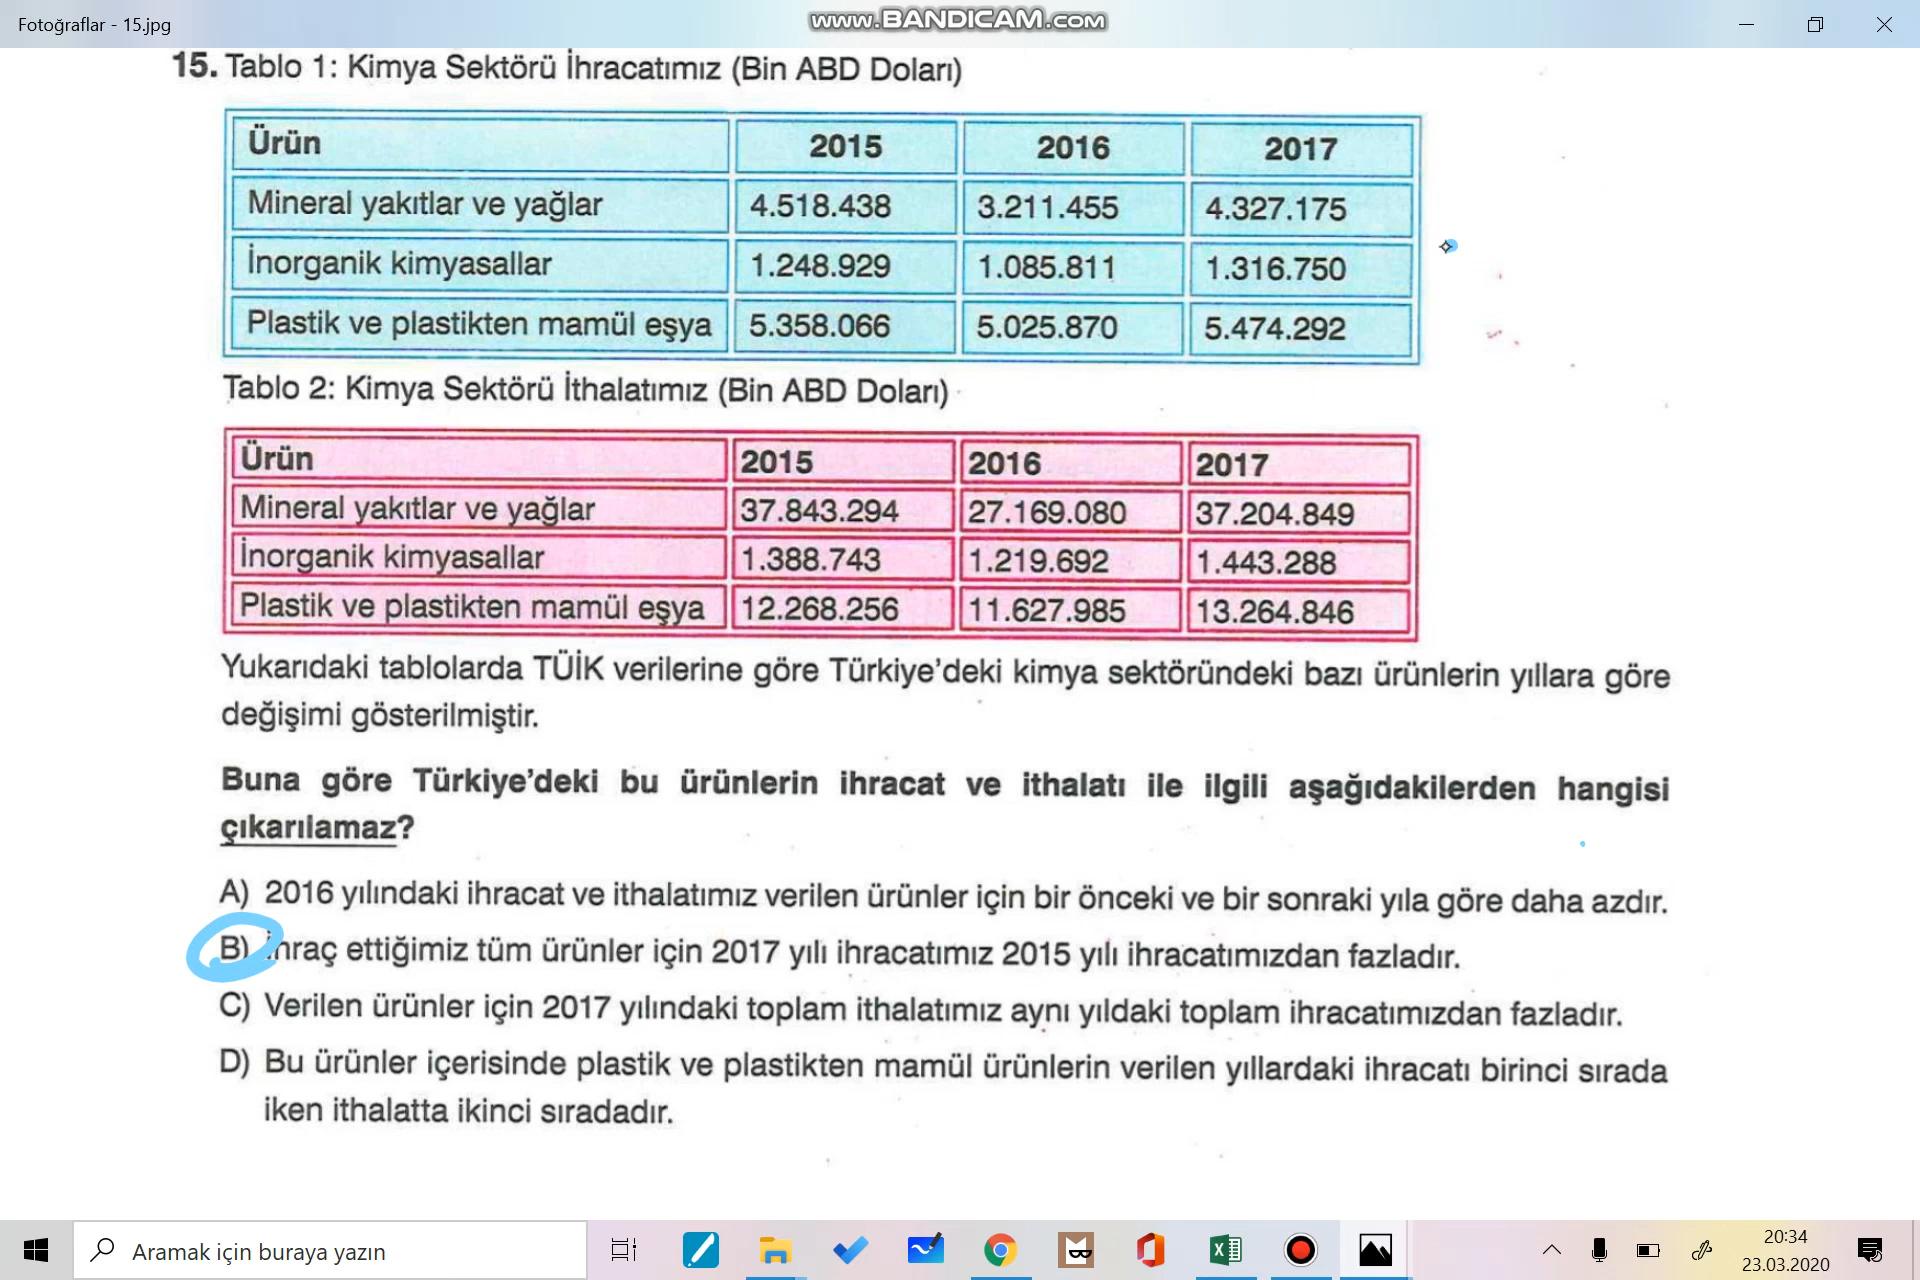 Fotoğraflar - 15.jpg
www.BANDICAM.com
15. Tablo 1: Kimya Sektörü İhracatımız (Bin ABD Doları)
Ürün 2015 2016 2017
Mineral yakıtlar ve yağlar 4.518.438 3.211.455 4.327.175
İnorganik kimyasallar 1.248.929 1.085.811 1.316.750
Plastik ve plastikten mamül eşya 5.358.066 5.025.870 5.474.292
Tablo 2: Kimya Sektörü İthalatımız (Bin ABD Doları)
Ürün 2015 2016 2017
Mineral yakıtlar ve yağlar 37.843.294 27.169.080 37.204.849
İnorganik kimyasallar 1.388.743 1.219.692 1.443.288
Plastik ve plastikten mamül eşya 12.268.256 11.627.985 13.264.846
Yukarıdaki tablolarda TÜİK verilerine göre Türkiye'deki kimya sektöründeki bazı ürünlerin yıllara göre
değişimi gösterilmiştir.
Buna göre Türkiye'deki bu ürünlerin ihracat ve ithalatı ile ilgili aşağıdakilerden hangisi
çıkarılamaz?
A) 2016 yılındaki ihracat ve ithalatımız verilen ürünler için bir önceki ve bir sonraki yıla göre daha azdır.
B) İhraç ettiğimiz tüm ürünler için 2017 yılı ihracatımız 2015 yılı ihracatımızdan fazladır.
C) Verilen ürünler için 2017 yılındaki toplam ithalatımız aynı yıldaki toplam ihracatımızdan fazladır.
D) Bu ürünler içerisinde plastik ve plastikten mamül ürünlerin verilen yıllardaki ihracatı birinci sırada
iken ithalatta ikinci sıradadır.
Aramak için buraya yazın
20:34
23.03.2020